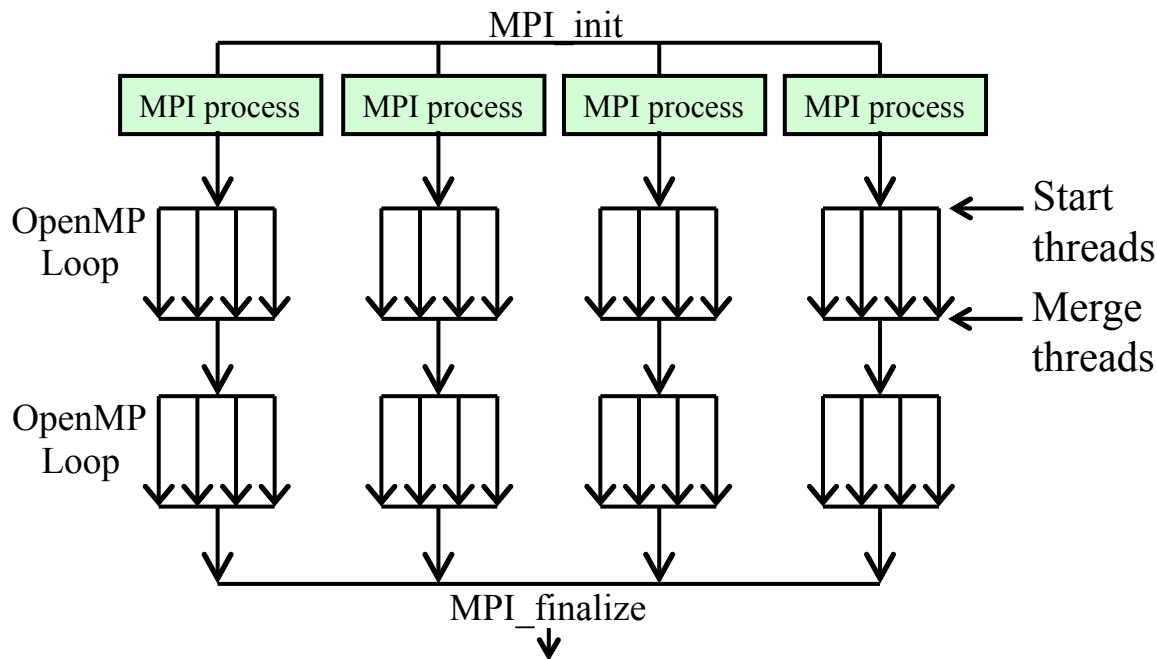 MPI_init
MPI process
MPI process
MPI process
MPI process
OpenMP
Loop
Start
threads
Merge
threads
OpenMP
Loop
MPI_finalize